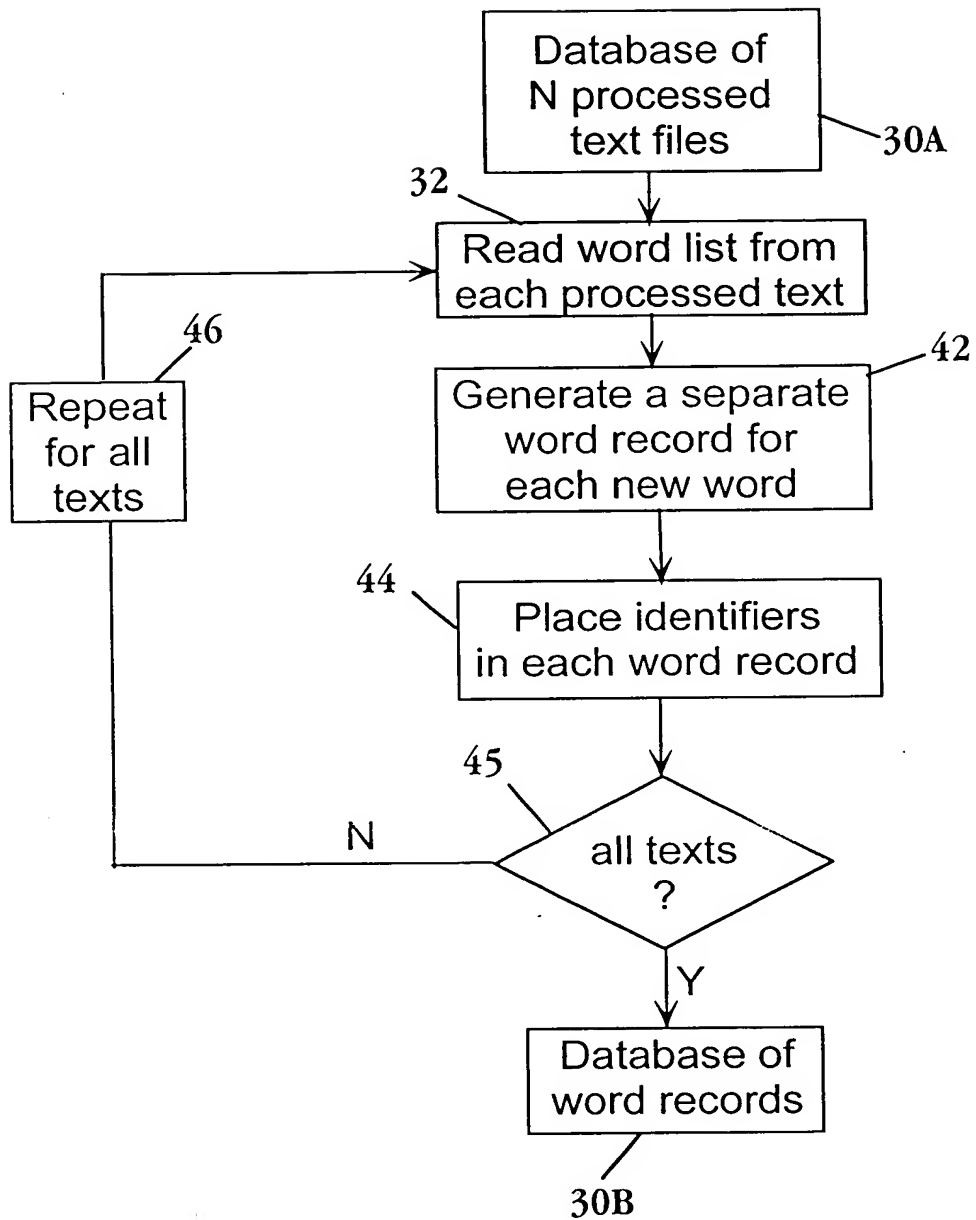 Database of
N processed
text files
30A
32
Read word list from
each processed text
46
Repeat
for all
texts
42
Generate a separate
word record for
each new word
44
Place identifiers
in each word record
45
N
all texts
?
Y
Database of
word records
30B